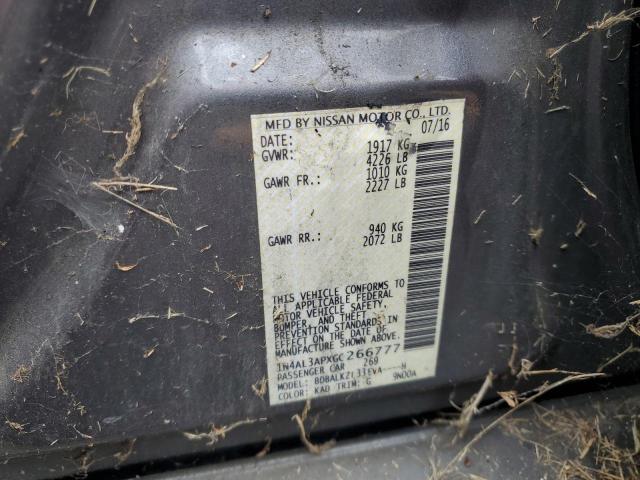 MFD BY NISSAN MOTOR CO., LTD.
DATE: 07/16
GVWR: 1917 KG
4226 LB
GAWR FR.: 1010 KG
2227 LB
GAWR RR.: 940 KG
2072 LB
THIS VEHICLE CONFORMS TO
ALL APPLICABLE FEDERAL
MOTOR VEHICLE SAFETY,
BUMPER, AND THEFT
PREVENTION STANDARDS IN
EFFECT ON THE DATE OF
MANUFACTURE SHOWN ABOVE.
1N4AL3APXGC266777
PASSENGER CAR 269
MODEL:
COLOR: KAD TRIM: G 9N00A